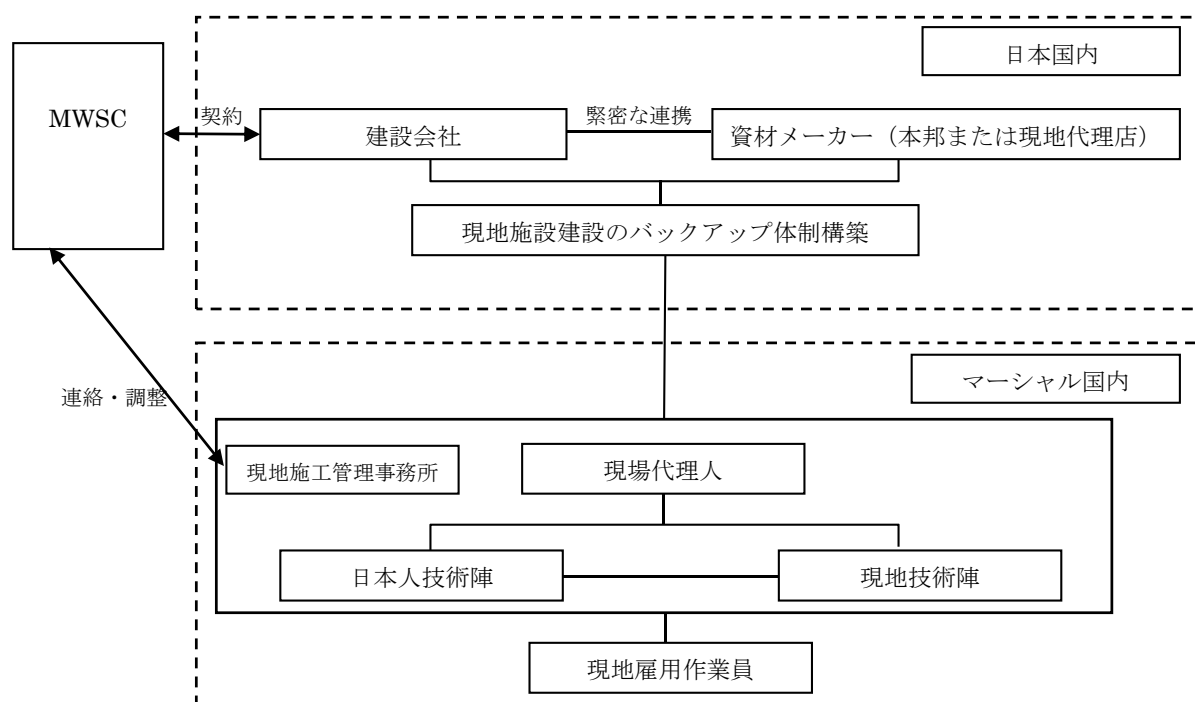 日本国内
MWSC
契約
建設会社
緊密な連携
資材メーカー(本邦または現地代理店)
現地施設建設のバックアップ体制構築
マーシャル国内
連絡・調整
現地施工管理事務所
現場代理人
日本人技術陣
現地技術陣
現地雇用作業員